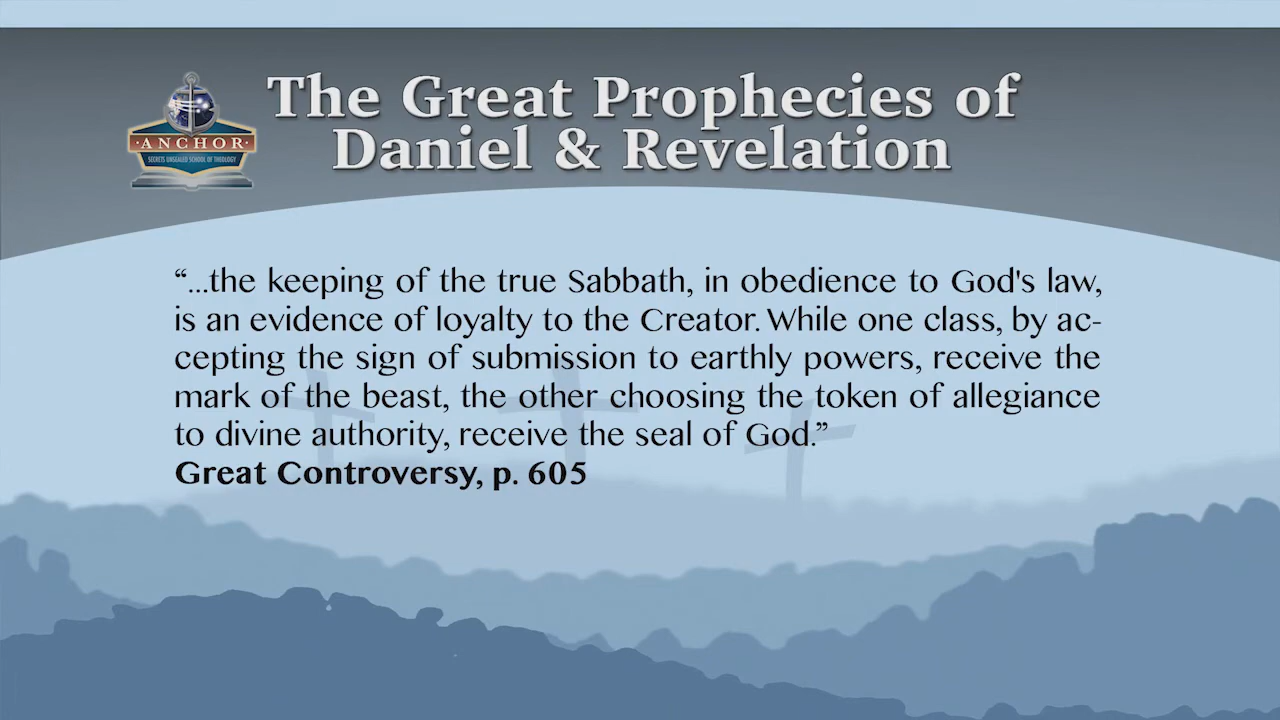 The Great Prophecies of
Daniel & Revelation
·ANCHOR·
SECRETS UNSEALED SCHOOL OF THEOLOGY
“...the keeping of the true Sabbath, in obedience to God's law,
is an evidence of loyalty to the Creator. While one class, by ac-
cepting the sign of submission to earthly powers, receive the
mark of the beast, the other choosing the token of allegiance
to divine authority, receive the seal of God.”
Great Controversy, p. 605